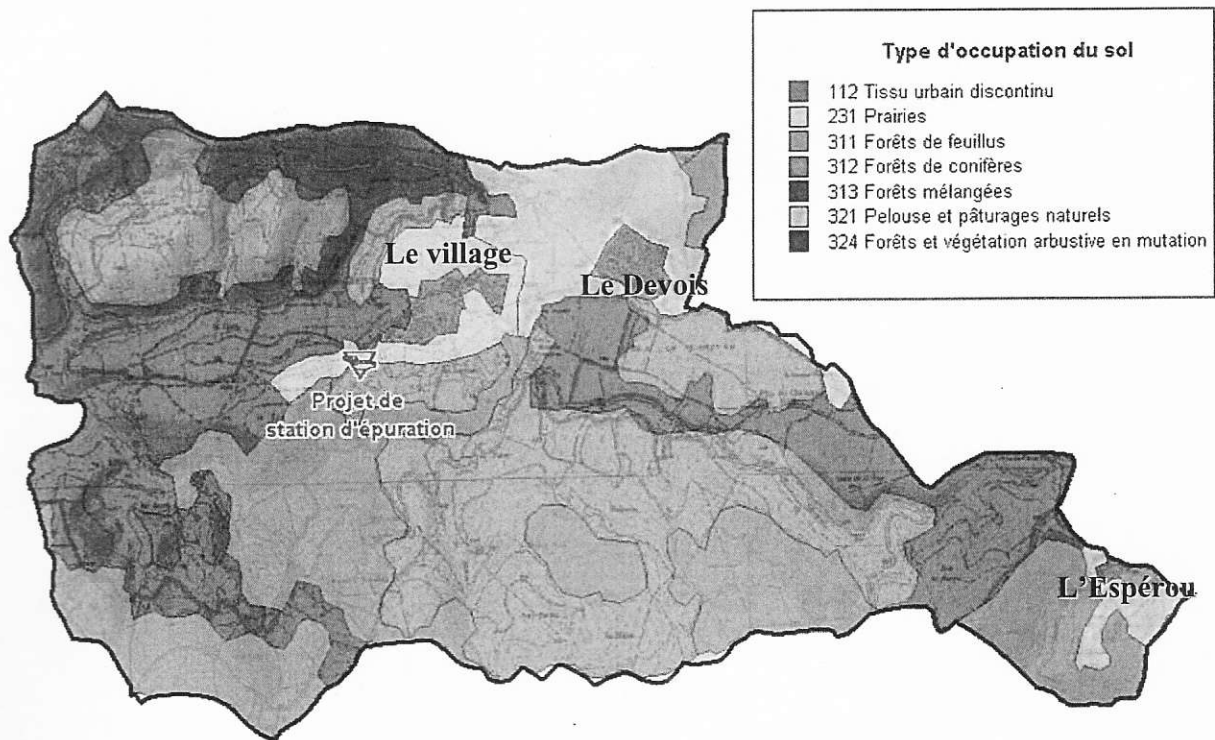 Type d'occupation du sol
112 Tissu urbain discontinu
231 Prairies
311 Forêts de feuillus
312 Forêts de conifères
313 Forêts mélangées
321 Pelouse et pâturages naturels
324 Forêts et végétation arbustive en mutation
Le village
Le Devois
Projet de
station d'épuration
L'Espérou